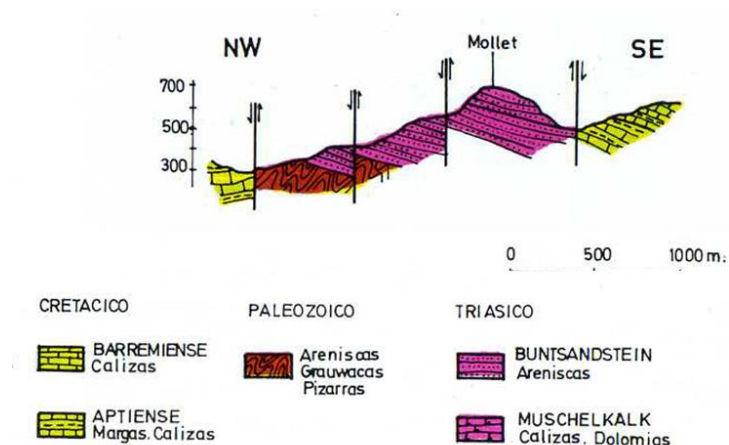 NW
Mollet
SE
700
500
300
0 500 1000 m.
CRETACICO
BARREMIENSE
Calizas
APTIENSE
Margas. Calizas
PALEOZOICO
Areniscas
Grauwacas
Pizarras
TRIASICO
BUNTSANDSTEIN
Areniscas
MUSCHELKALK
Calizas. Dolomias